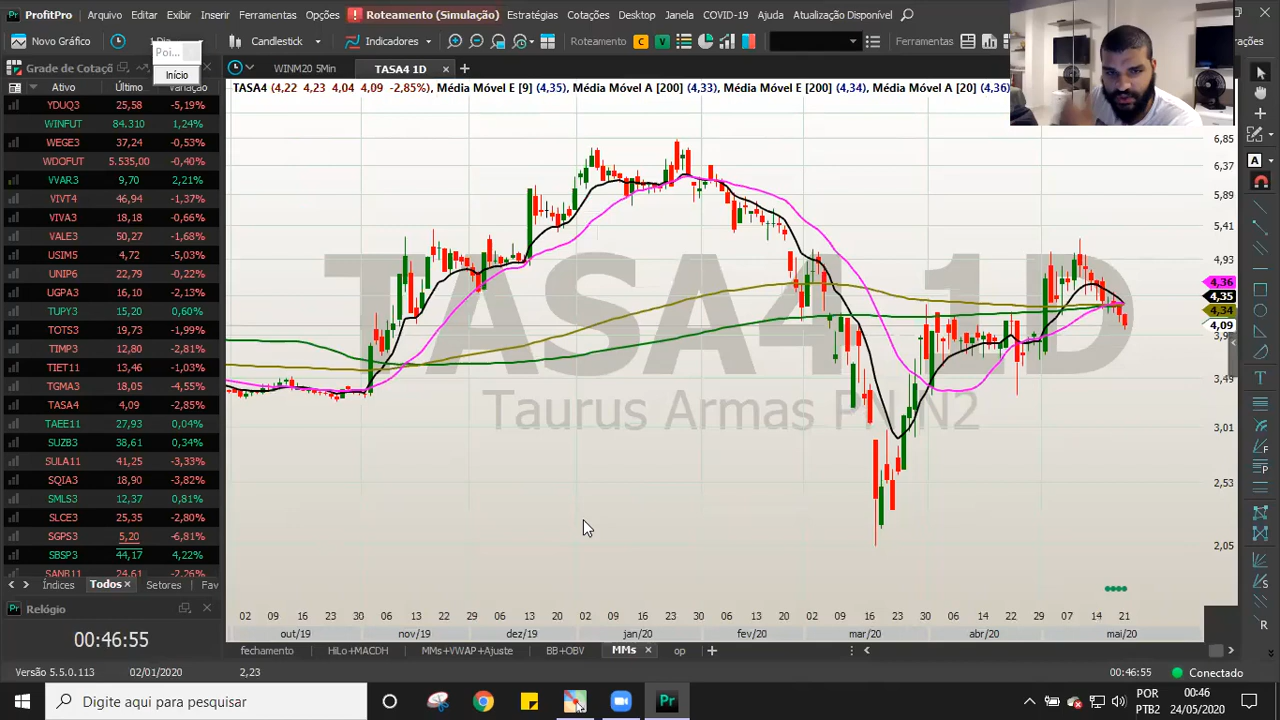 ProfitPro Arquivo Editar Exibir Inserir Ferramentas Opções Roteamento (Simulação) Estratégias Cotações Desktop Janela COVID-19 Ajuda Atualização Disponível
Novo Gráfico Candlestick Indicadores Roteamento C V Ferramentas
Poi...
Início
Grade de Cotaçõ
WINM20 5Min TASA4 1D
Ativo Último Variação
TASA4 (4,22 4,23 4,04 4,09 -2,85%), Média Móvel E [9] (4,35), Média Móvel A [200] (4,33), Média Móvel E [200] (4,34), Média Móvel A [20] (4,36)
YDUQ3 25,58 -5,19%
WINFUT 84.310 1,24%
WEGE3 37,24 -0,53%
WDOFUT 5.535,00 -0,40%
VVAR3 9,70 2,21%
VIVT4 46,94 -1,37%
VIVA3 18,18 -0,66%
VALE3 50,27 -1,68%
USIM5 4,72 -5,03%
UNIP6 22,79 -0,22%
UGPA3 16,10 -2,13%
TUPY3 15,20 0,60%
TOTS3 19,73 -1,99%
TIMP3 12,80 -2,81%
TIET11 13,46 -1,03%
TGMA3 18,05 -4,55%
TASA4 4,09 -2,85%
TAEE11 27,93 0,04%
SUZB3 38,61 0,34%
SULA11 41,25 -3,33%
SQIA3 18,90 -3,82%
SMLS3 12,37 0,81%
SLCE3 25,35 -2,80%
SGPS3 5,20 -6,81%
SBSP3 44,17 4,22%
SANB11 24,61 -2,26%
TASA4 1D
Taurus Armas PN N2
6,85
6,37
5,89
5,41
4,93
4,36
4,35
4,34
4,09
3,49
3,01
2,53
2,05
Índices Todos Setores Fav
Relógio
00:46:55
02 09 16 23 30 06 13 22 29 06 13 20 02 09 16 23 30 06 13 20 02 09 16 23 30 06 14 22 29 07 14 21
out/19 nov/19 dez/19 jan/20 fev/20 mar/20 abr/20 mai/20
fechamento HiLo+MACDH MMs+VWAP+Ajuste BB+OBV MMs op
Versão 5.5.0.113 02/01/2020 2,23 00:46:55 Conectado
Digite aqui para pesquisar
POR
PTB2
00:46
24/05/2020